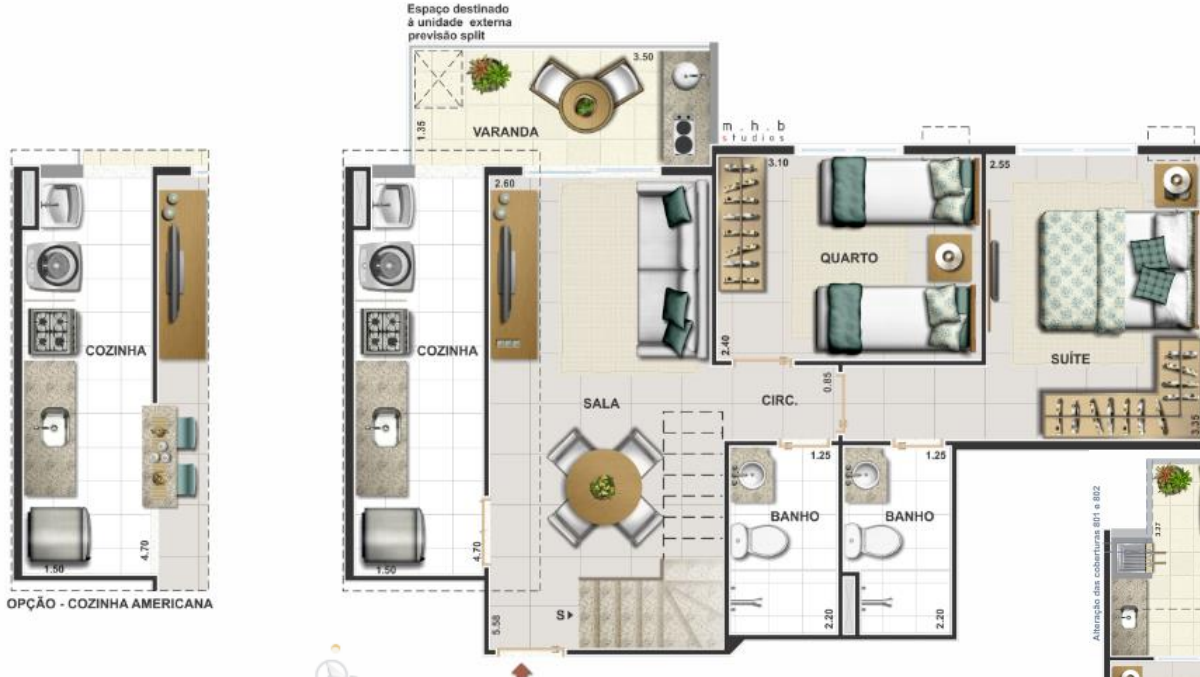 Espaço destinado
à unidade externa
previsão split
3.50
VARANDA
1.35
m.h.b
studios
2.60
3.10
2.55
QUARTO
COZINHA
COZINHA
2.40
SUÍTE
0.85
SALA
CIRC.
3.35
1.25
1.25
BANHO
BANHO
4.70
4.70
1.50
1.50
OPÇÃO - COZINHA AMERICANA
S
5.58
2.20
2.20
Alteração das coberturas 801 e 802
3.27